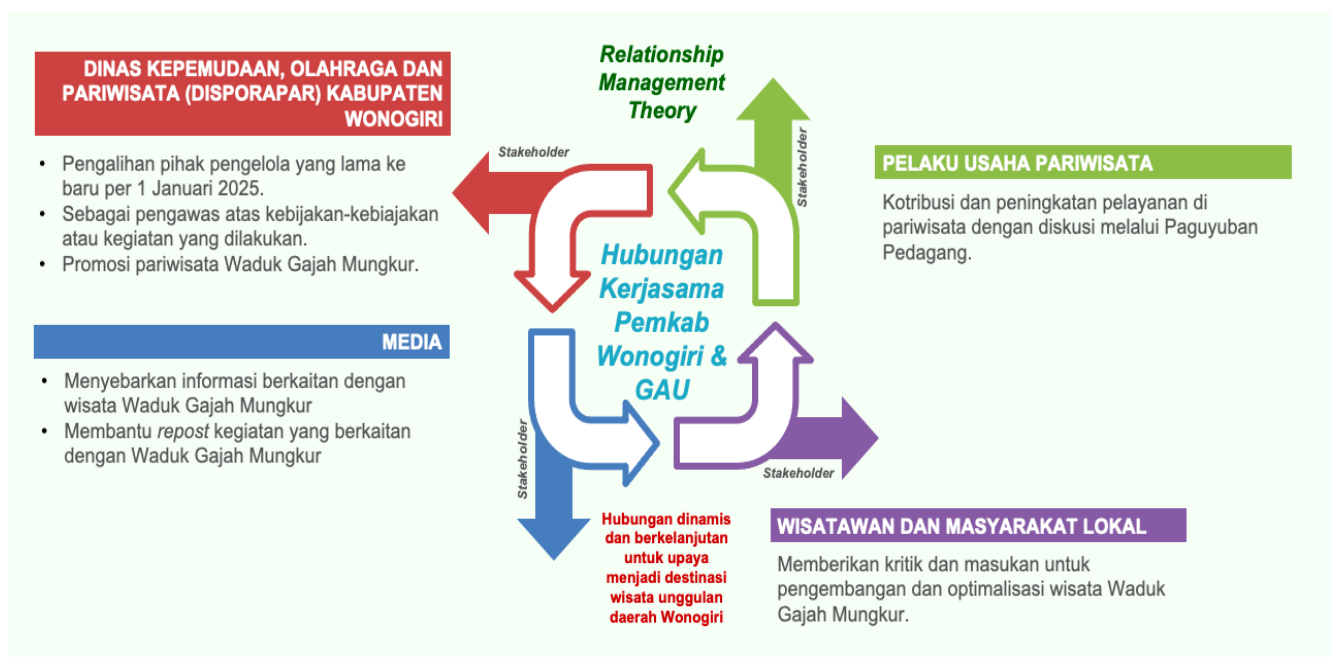 DINAS KEPEMUDAAN, OLAHRAGA DAN
PARIWISATA (DISPORAPAR) KABUPATEN
WONOGIRI
• Pengalihan pihak pengelola yang lama ke
baru per 1 Januari 2025.
• Sebagai pengawas atas kebijakan-kebiajakan
atau kegiatan yang dilakukan.
• Promosi pariwisata Waduk Gajah Mungkur.
MEDIA
• Menyebarkan informasi berkaitan dengan
wisata Waduk Gajah Mungkur
• Membantu repost kegiatan yang berkaitan
dengan Waduk Gajah Mungkur
Relationship
Management
Theory
Stakeholder
Stakeholder
Hubungan
Kerjasama
Pemkab
Wonogiri &
GAU
Stakeholder
Stakeholder
Hubungan dinamis
dan berkelanjutan
untuk upaya
menjadi destinasi
wisata unggulan
daerah Wonogiri
PELAKU USAHA PARIWISATA
Kotribusi dan peningkatan pelayanan di
pariwisata dengan diskusi melalui Paguyuban
Pedagang.
WISATAWAN DAN MASYARAKAT LOKAL
Memberikan kritik dan masukan untuk
pengembangan dan optimalisasi wisata Waduk
Gajah Mungkur.